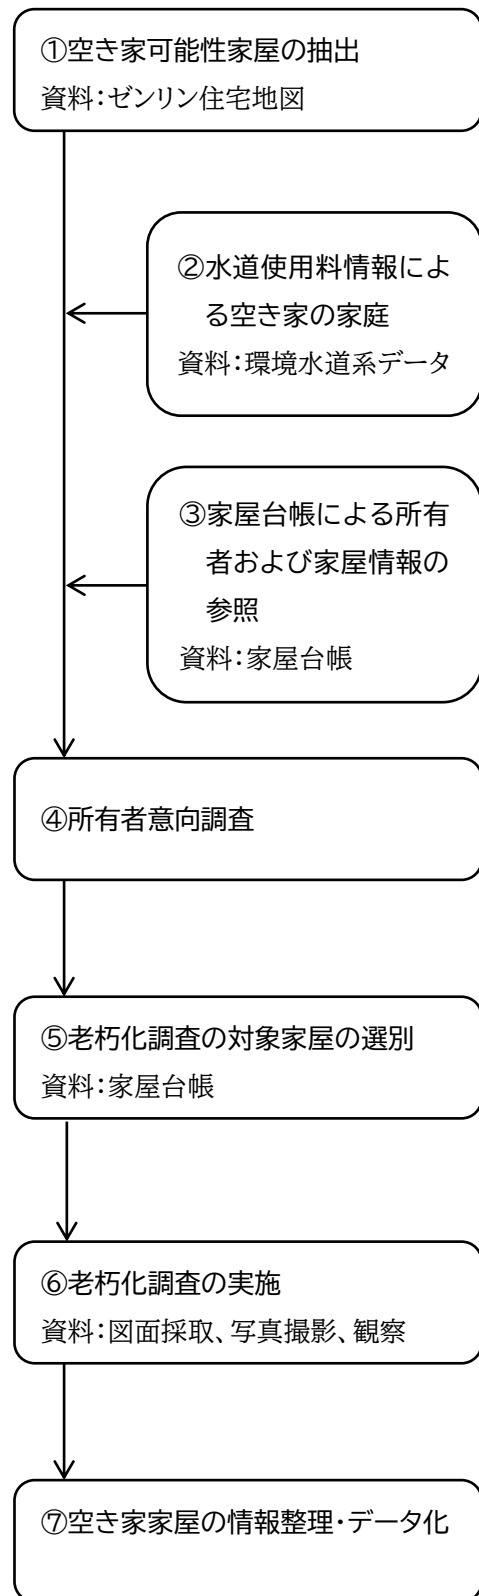 ①空き家可能性家屋の抽出
資料：ゼンリン住宅地図
②水道使用料情報によ
る空き家の家庭
資料：環境水道系データ
③家屋台帳による所有
者および家屋情報の
参照
資料：家屋台帳
④所有者意向調査
⑤老朽化調査の対象家屋の選別
資料：家屋台帳
⑥老朽化調査の実施
資料：図面採取、写真撮影、観察
⑦空き家家屋の情報整理・データ化